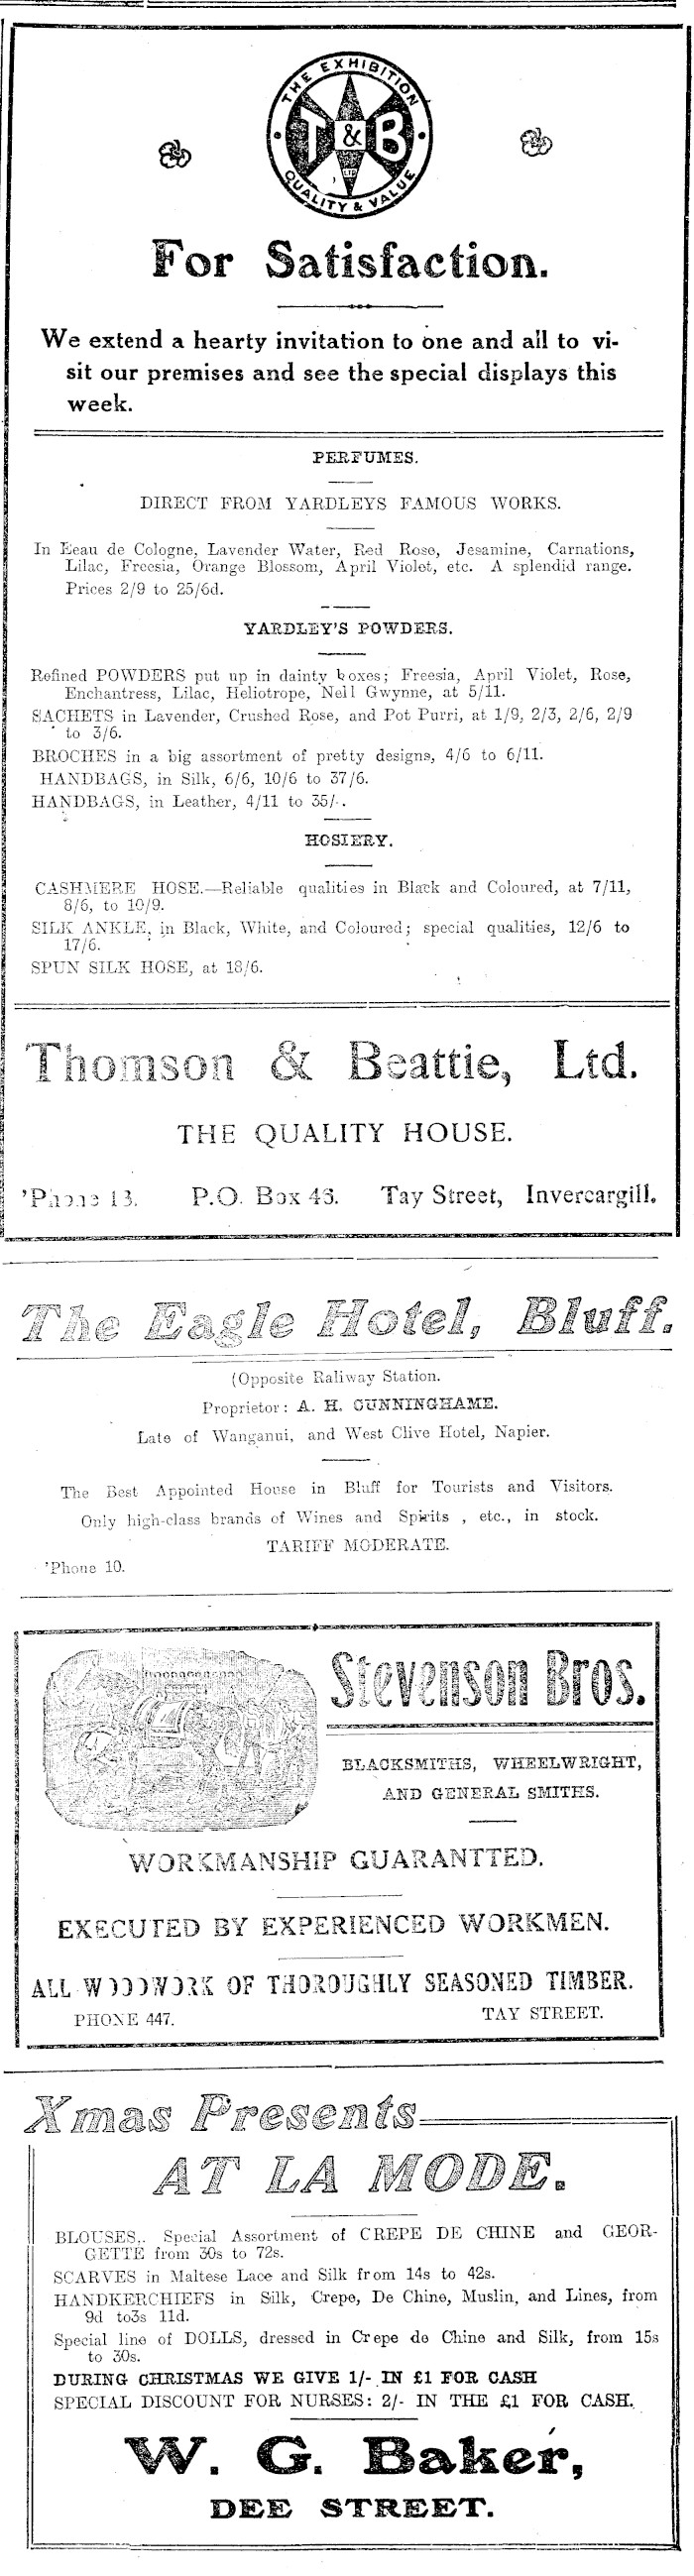 THE EXHIBITION
T & B
LTD
QUALITY & VALUE
For Satisfaction.
We extend a hearty invitation to one and all to vi-
sit our premises and see the special displays this
week.
PERFUMES.
DIRECT FROM YARDLEYS FAMOUS WORKS.
In Eeau de Cologne, Lavender Water, Red Rose, Jesamine, Carnations,
Lilac, Freesia, Orange Blossom, April Violet, etc. A splendid range.
Prices 2/9 to 25/6d.
YARDLEY'S POWDERS.
Refined POWDERS put up in dainty boxes; Freesia, April Violet, Rose,
Enchantress, Lilac, Heliotrope, Nell Gwynne, at 5/11.
SACHETS in Lavender, Crushed Rose, and Pot Purri, at 1/9, 2/3, 2/6, 2/9
to 3/6.
BROCHES in a big assortment of pretty designs, 4/6 to 6/11.
HANDBAGS, in Silk, 6/6, 10/6 to 37/6.
HANDBAGS, in Leather, 4/11 to 35/-.
HOSIERY.
CASHMERE HOSE.—Reliable qualities in Black and Coloured, at 7/11,
8/6, to 10/9.
SILK ANKLE, in Black, White, and Coloured; special qualities, 12/6 to
17/6.
SPUN SILK HOSE, at 18/6.
Thomson & Beattie, Ltd.
THE QUALITY HOUSE.
'Phone 13. P.O. Box 46. Tay Street, Invercargill.
The Eagle Hotel, Bluff.
(Opposite Raliway Station.
Proprietor: A. H. CUNNINGHAME.
Late of Wanganui, and West Clive Hotel, Napier.
The Best Appointed House in Bluff for Tourists and Visitors.
Only high-class brands of Wines and Spirits , etc., in stock.
TARIFF MODERATE.
'Phone 10.
Stevenson Bros.
BLACKSMITHS, WHEELWRIGHT,
AND GENERAL SMITHS.
WORKMANSHIP GUARANTTED.
EXECUTED BY EXPERIENCED WORKMEN.
ALL WOODWORK OF THOROUGHLY SEASONED TIMBER.
PHONE 447. TAY STREET.
Xmas Presents
AT LA MODE.
BLOUSES.. Special Assortment of CREPE DE CHINE and GEOR-
GETTE from 30s to 72s.
SCARVES in Maltese Lace and Silk from 14s to 42s.
HANDKERCHIEFS in Silk, Crepe, De Chine, Muslin, and Lines, from
9d to3s 11d.
Special line of DOLLS, dressed in Crepe de Chine and Silk, from 15s
to 30s.
DURING CHRISTMAS WE GIVE 1/- IN £1 FOR CASH
SPECIAL DISCOUNT FOR NURSES: 2/- IN THE £1 FOR CASH.
W. G. Baker,
DEE STREET.